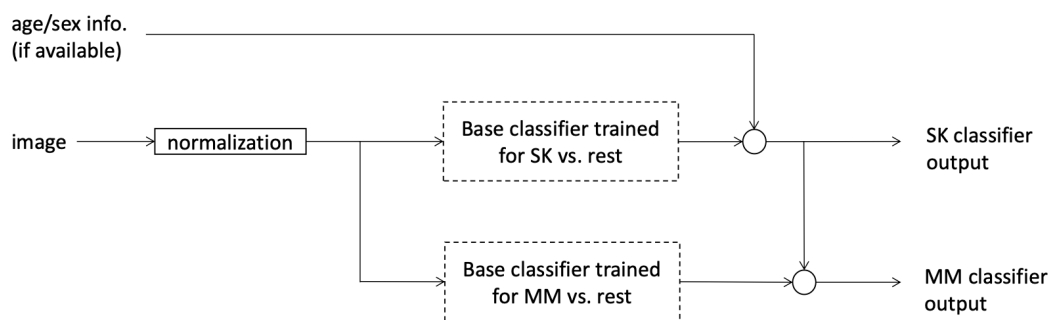 age/sex info.
(if available)
image
normalization
Base classifier trained
for SK vs. rest
SK classifier
output
Base classifier trained
for MM vs. rest
MM classifier
output